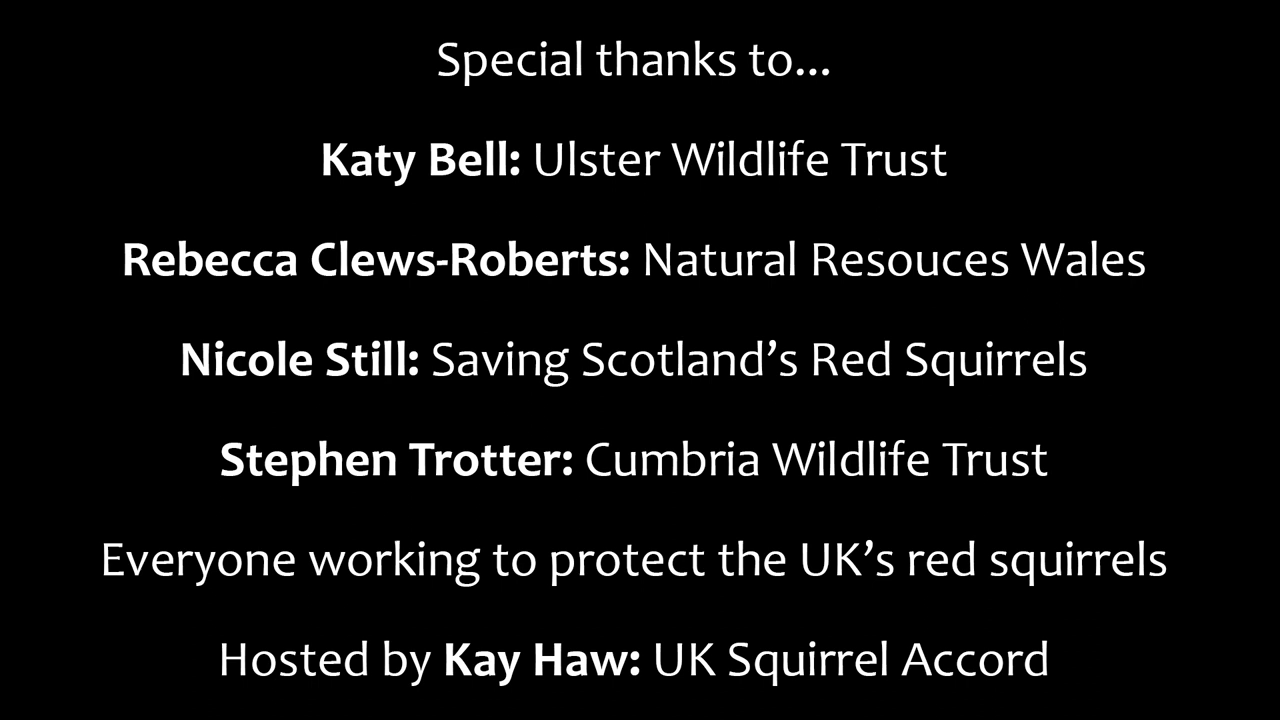 Special thanks to...
Katy Bell: Ulster Wildlife Trust
Rebecca Clews-Roberts: Natural Resouces Wales
Nicole Still: Saving Scotland’s Red Squirrels
Stephen Trotter: Cumbria Wildlife Trust
Everyone working to protect the UK’s red squirrels
Hosted by Kay Haw: UK Squirrel Accord